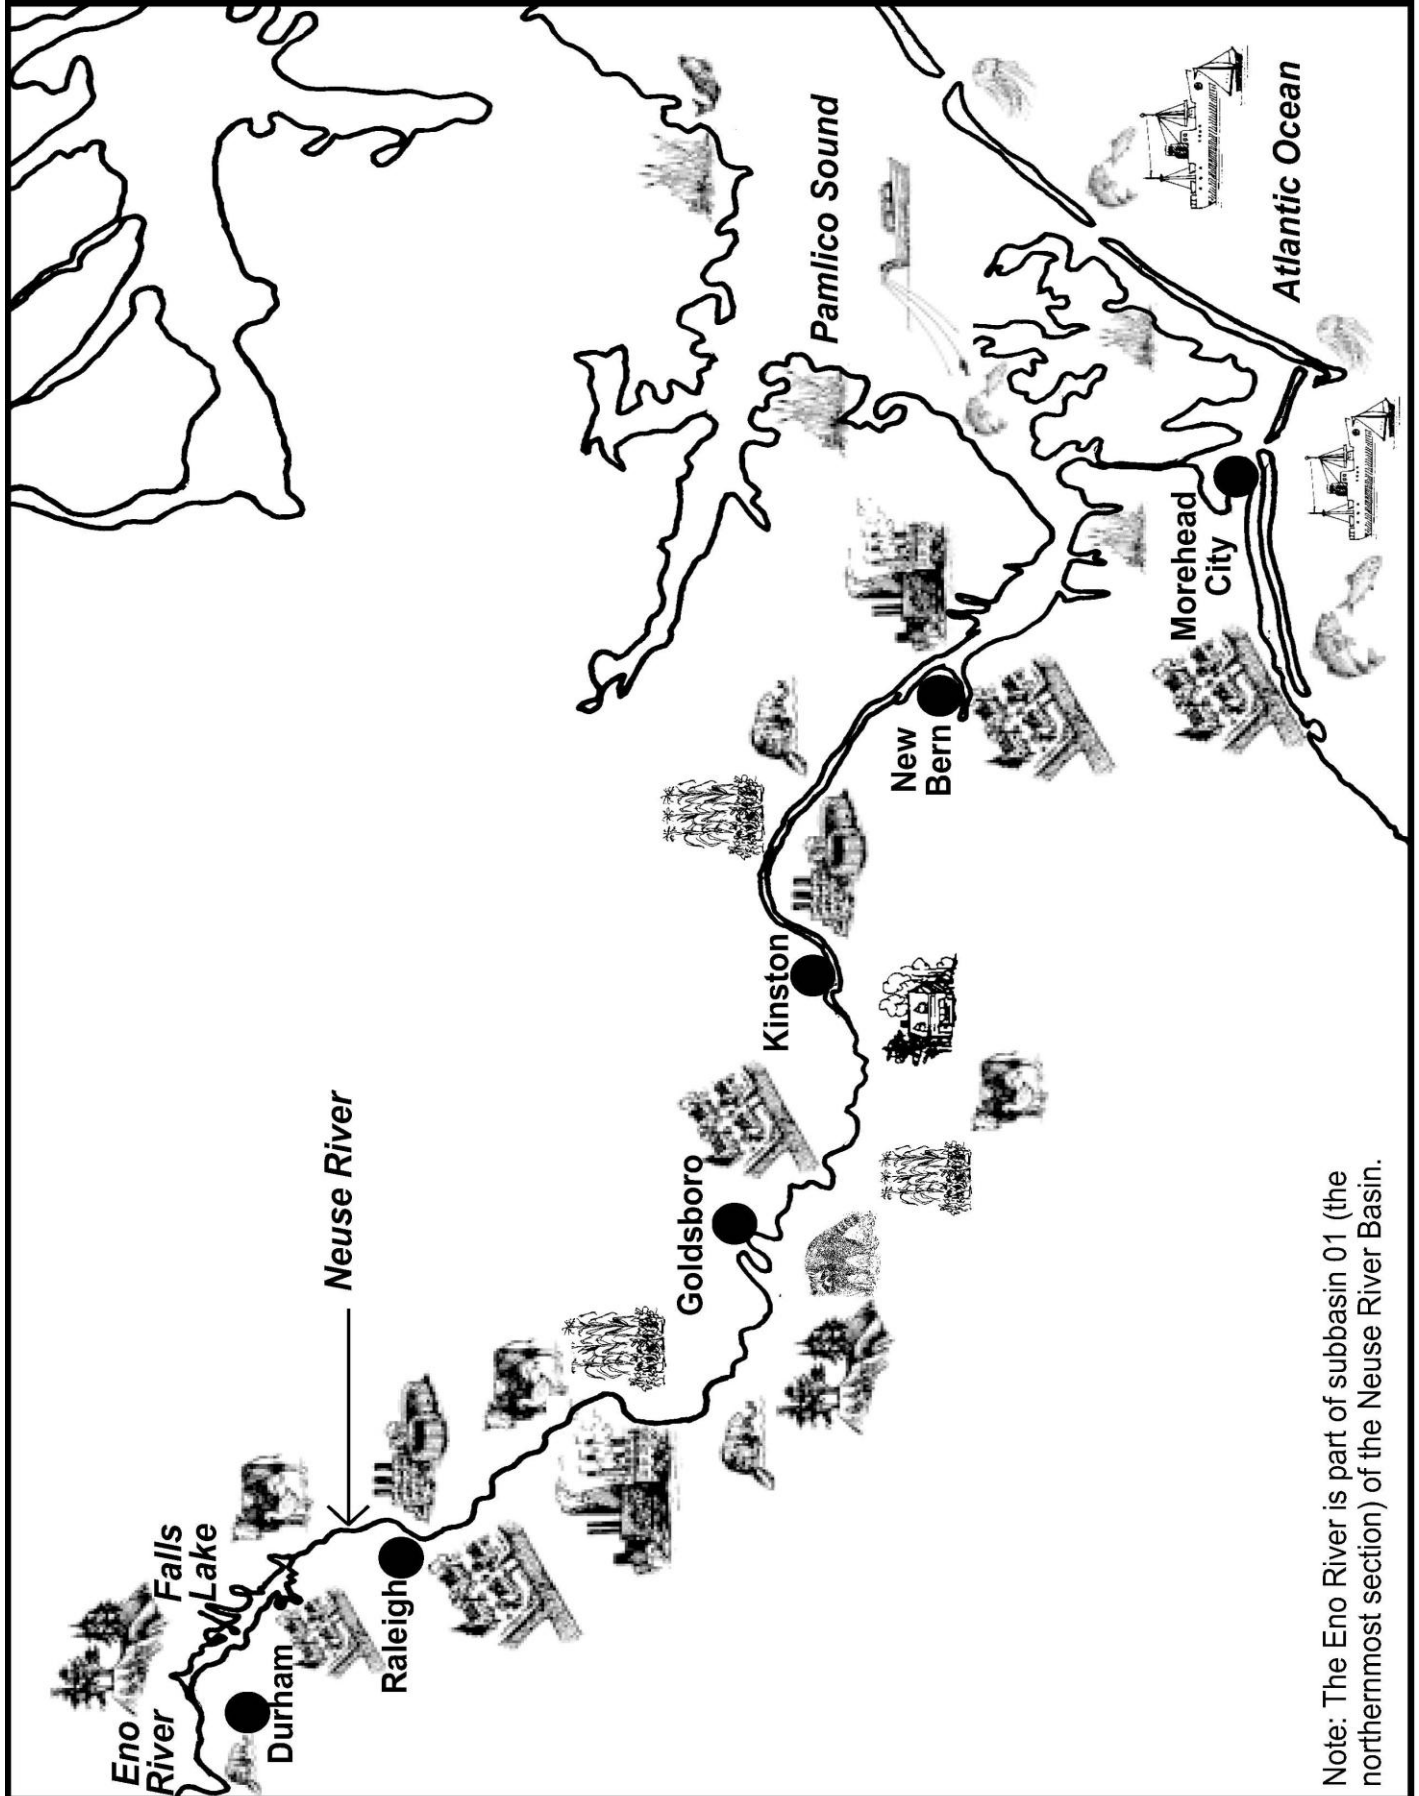 Eno
River
Falls
Lake
Durham
Raleigh
Neuse River
Goldsboro
Kinston
New
Bern
Pamlico Sound
Morehead
City
Atlantic Ocean
Note: The Eno River is part of subbasin 01 (the
northernmost section) of the Neuse River Basin.